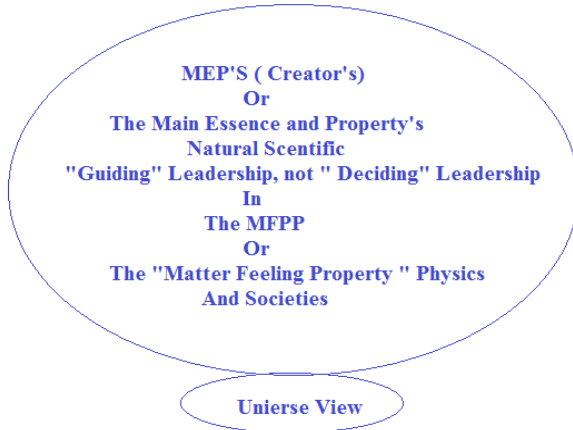 MEP'S ( Creator's)
Or
The Main Essence and Property's
Natural Scentific
"Guiding" Leadership, not " Deciding" Leadership
In
The MFPP
Or
The "Matter Feeling Property " Physics
And Societies
Unierse View